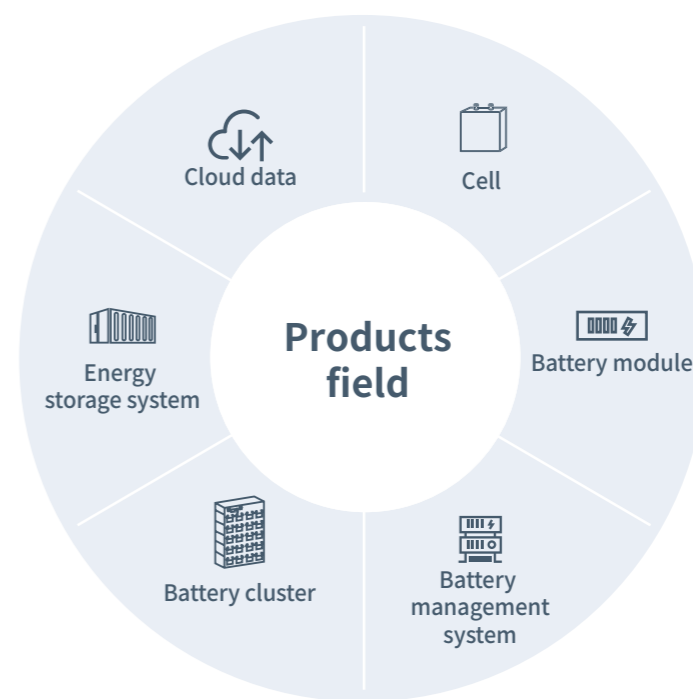 Cloud data
Cell
Products
field
Battery module
Energy
storage system
Battery cluster
Battery
management
system